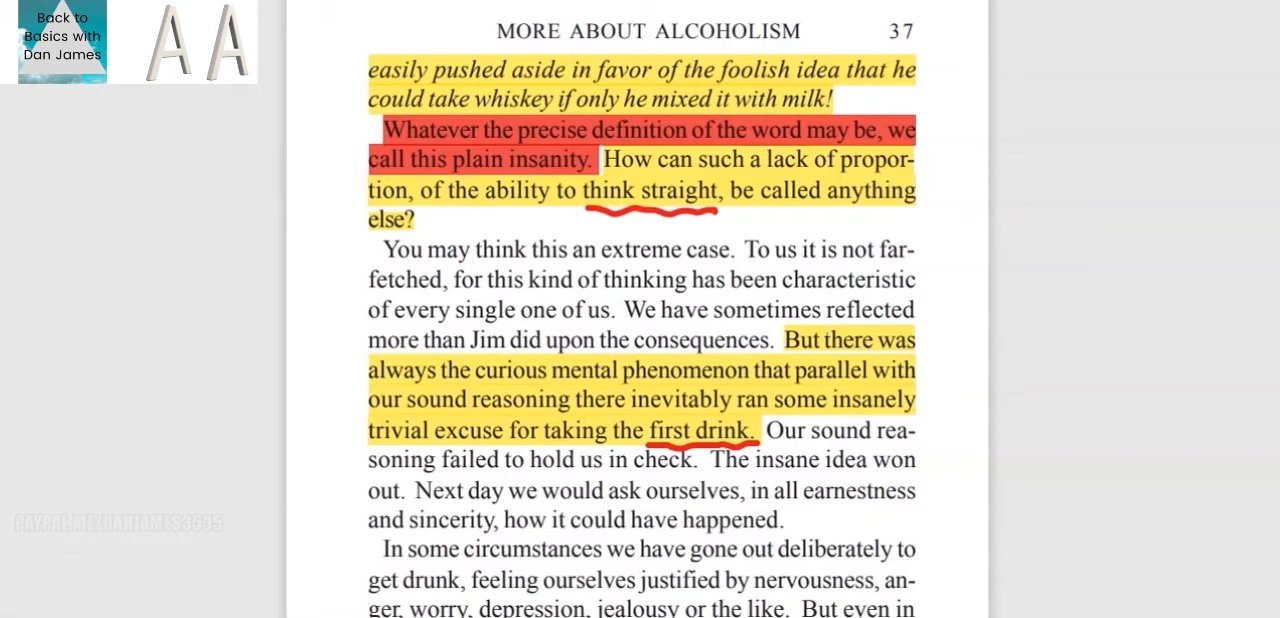 Back to
Basics with
Dan James
AA
MORE ABOUT ALCOHOLISM 37
easily pushed aside in favor of the foolish idea that he
could take whiskey if only he mixed it with milk!
Whatever the precise definition of the word may be, we
call this plain insanity. How can such a lack of propor-
tion, of the ability to think straight, be called anything
else?
You may think this an extreme case. To us it is not far-
fetched, for this kind of thinking has been characteristic
of every single one of us. We have sometimes reflected
more than Jim did upon the consequences. But there was
always the curious mental phenomenon that parallel with
our sound reasoning there inevitably ran some insanely
trivial excuse for taking the first drink. Our sound rea-
soning failed to hold us in check. The insane idea won
out. Next day we would ask ourselves, in all earnestness
and sincerity, how it could have happened.
In some circumstances we have gone out deliberately to
get drunk, feeling ourselves justified by nervousness, an-
ger, worry, depression, jealousy or the like. But even in